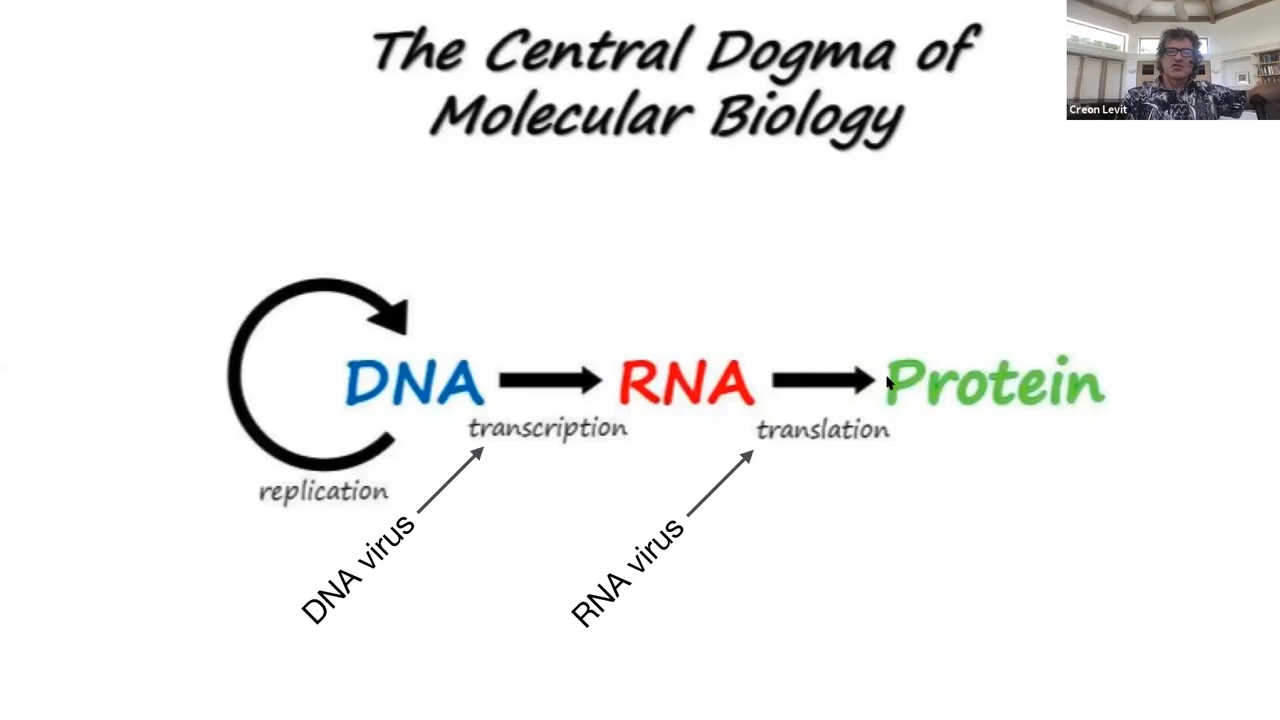 The Central Dogma of
Molecular Biology
Creon Levit
DNA
RNA
Protein
transcription
translation
replication
DNA virus
RNA virus